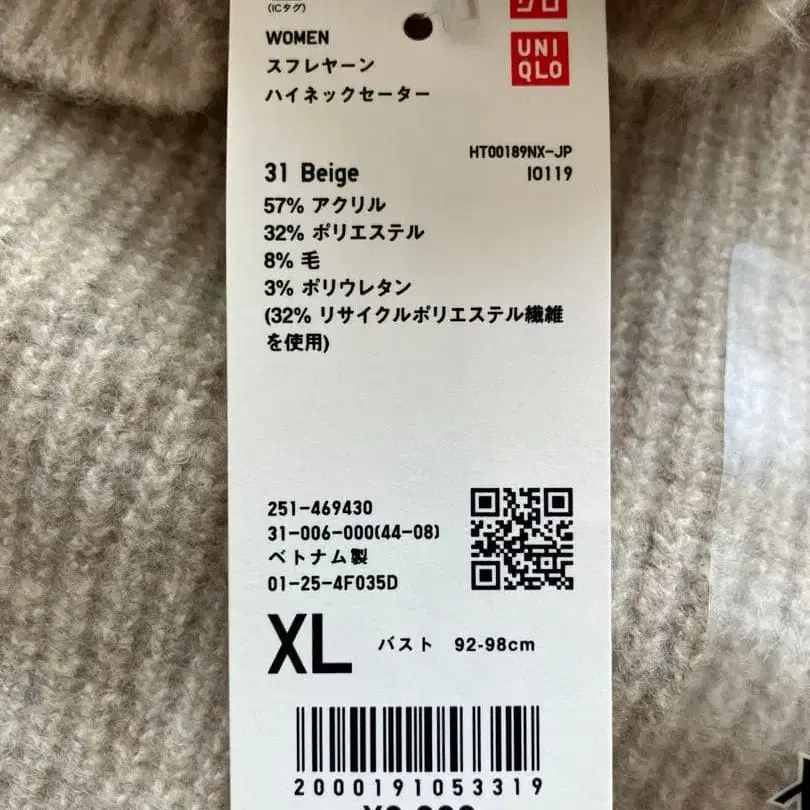 (ICタグ)
WOMEN
スフレヤーン
ハイネックセーター
UNI
QLO
HT00189NX-JP
31 Beige
IO119
57% アクリル
32% ポリエステル
8% 毛
3% ポリウレタン
(32% リサイクルポリエステル繊維
を使用)
251-469430
31-006-000(44-08)
ベトナム製
01-25-4F035D
XL バスト 92-98cm
2000191053319